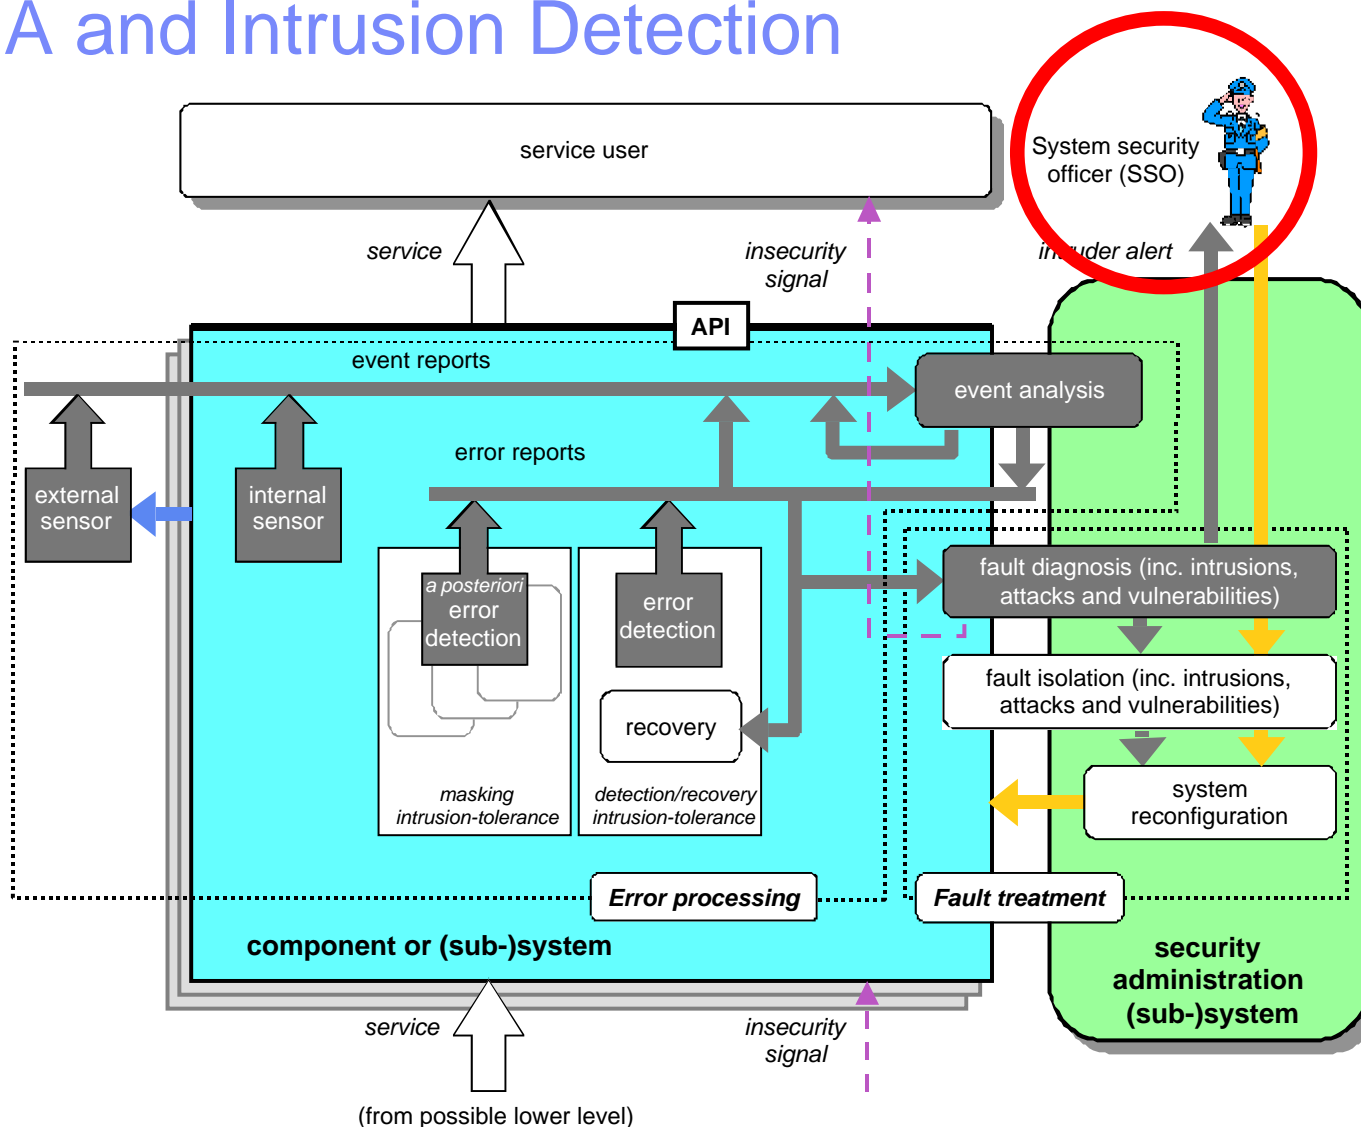 A and Intrusion Detection
service user
System security
officer (SSO)
service
insecurity
signal
intruder alert
API
event reports
event analysis
error reports
external
sensor
internal
sensor
a posteriori
error
detection
error
detection
fault diagnosis (inc. intrusions,
attacks and vulnerabilities)
fault isolation (inc. intrusions,
attacks and vulnerabilities)
recovery
system
reconfiguration
masking
intrusion-tolerance
detection/recovery
intrusion-tolerance
Error processing
Fault treatment
component or (sub-)system
security
administration
(sub-)system
service
insecurity
signal
(from possible lower level)